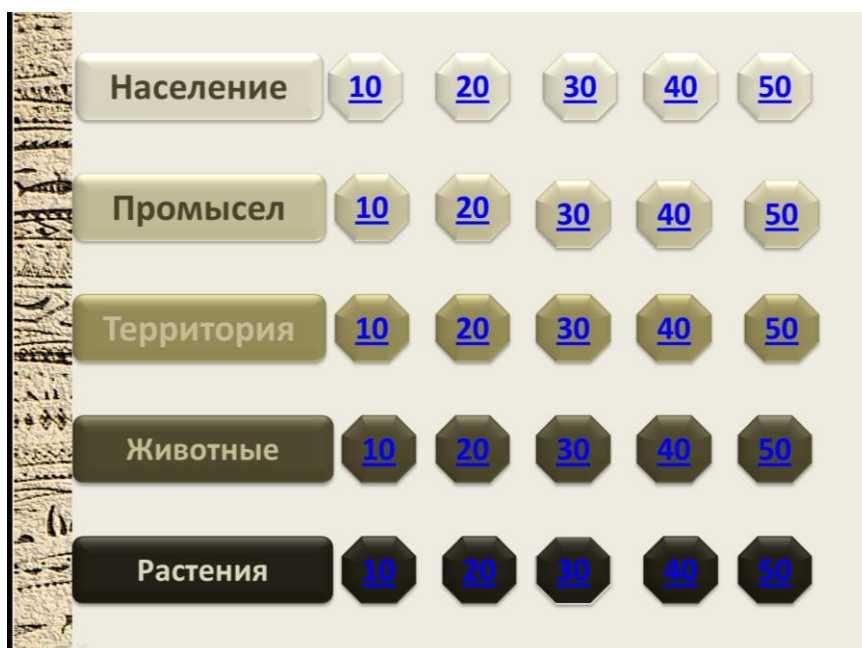 Население 10 20 30 40 50
Промысел 10 20 30 40 50
Территория 10 20 30 40 50
Животные 10 20 30 40 50
Растения 10 20 30 40 50